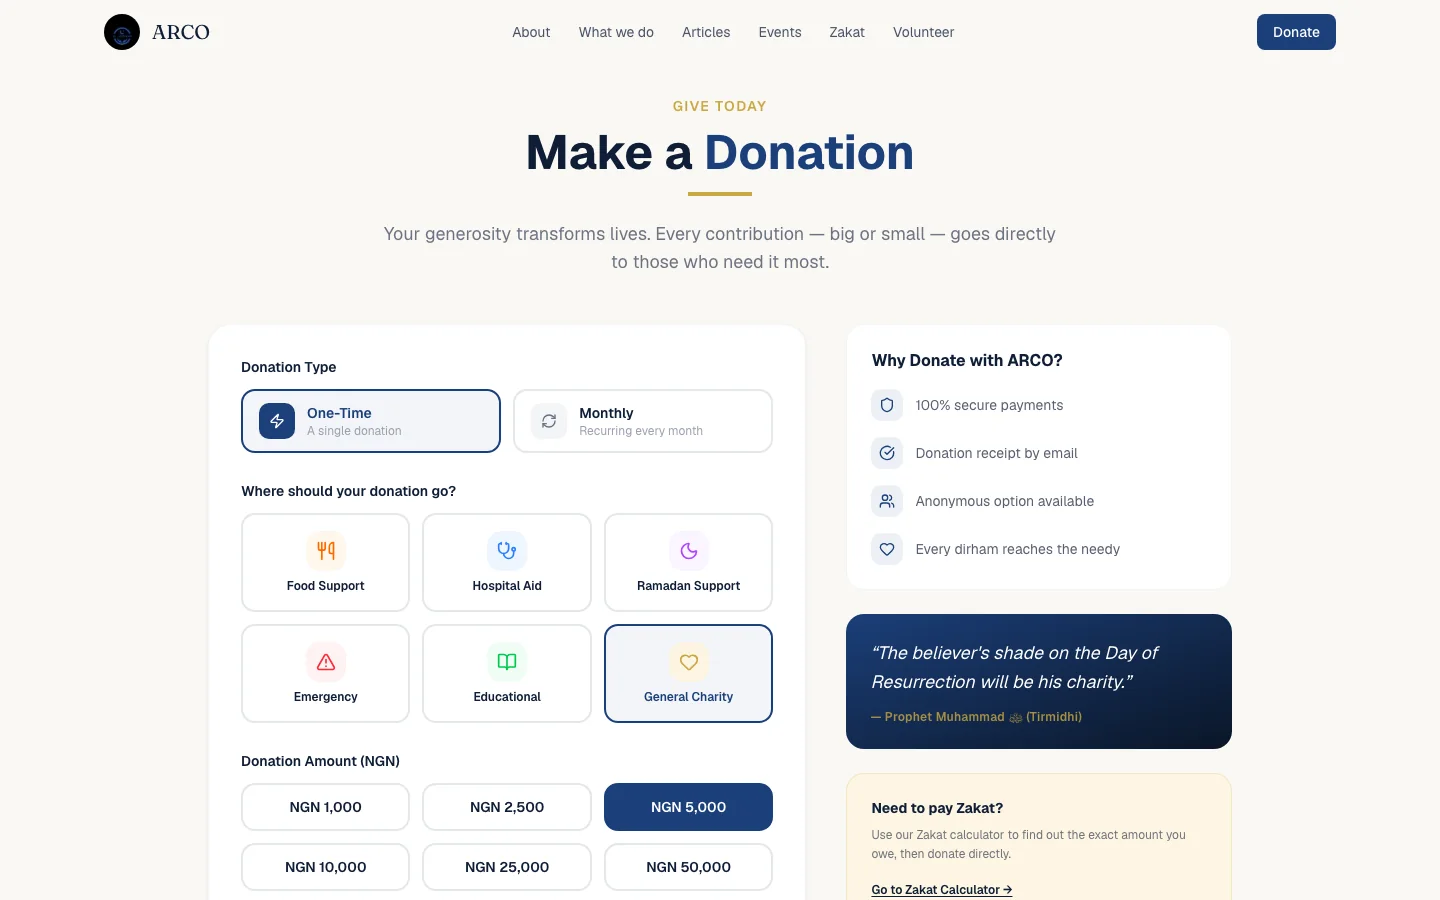 ARCO
About
What we do
Articles
Events
Zakat
Volunteer
Donate
GIVE TODAY
Make a Donation
Your generosity transforms lives. Every contribution — big or small — goes directly
to those who need it most.
Donation Type
One-Time
A single donation
Monthly
Recurring every month
Where should your donation go?
Food Support
Hospital Aid
Ramadan Support
Emergency
Educational
General Charity
Donation Amount (NGN)
NGN 1,000
NGN 2,500
NGN 5,000
NGN 10,000
NGN 25,000
NGN 50,000
Why Donate with ARCO?
100% secure payments
Donation receipt by email
Anonymous option available
Every dirham reaches the needy
“The believer's shade on the Day of
Resurrection will be his charity.”
— Prophet Muhammad ﷺ (Tirmidhi)
Need to pay Zakat?
Use our Zakat calculator to find out the exact amount you
owe, then donate directly.
Go to Zakat Calculator →